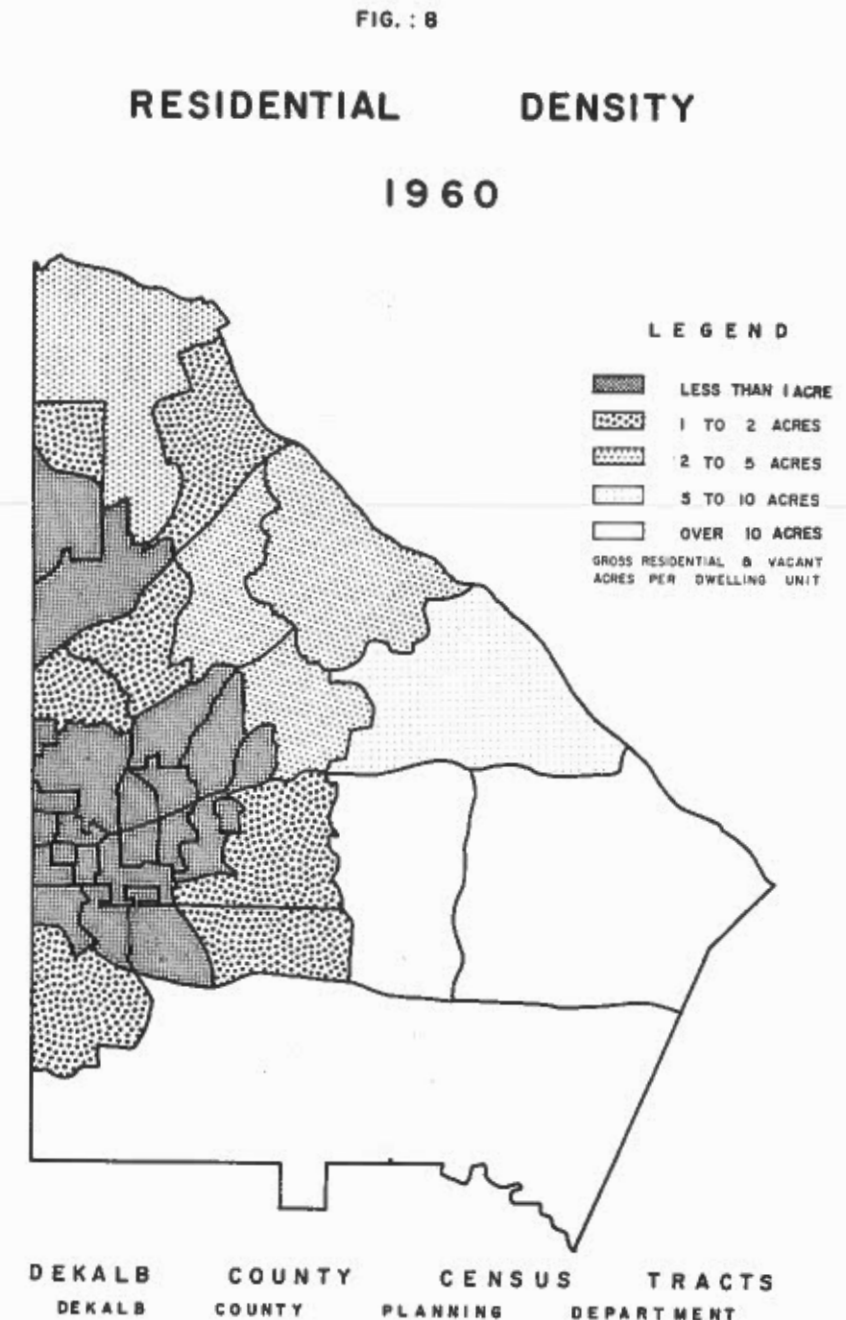 FIG. : 8
RESIDENTIAL DENSITY
1960
LEGEND
LESS THAN 1 ACRE
1 TO 2 ACRES
2 TO 5 ACRES
5 TO 10 ACRES
OVER 10 ACRES
GROSS RESIDENTIAL & VACANT
ACRES PER DWELLING UNIT
DEKALB COUNTY CENSUS TRACTS
DEKALB COUNTY PLANNING DEPARTMENT